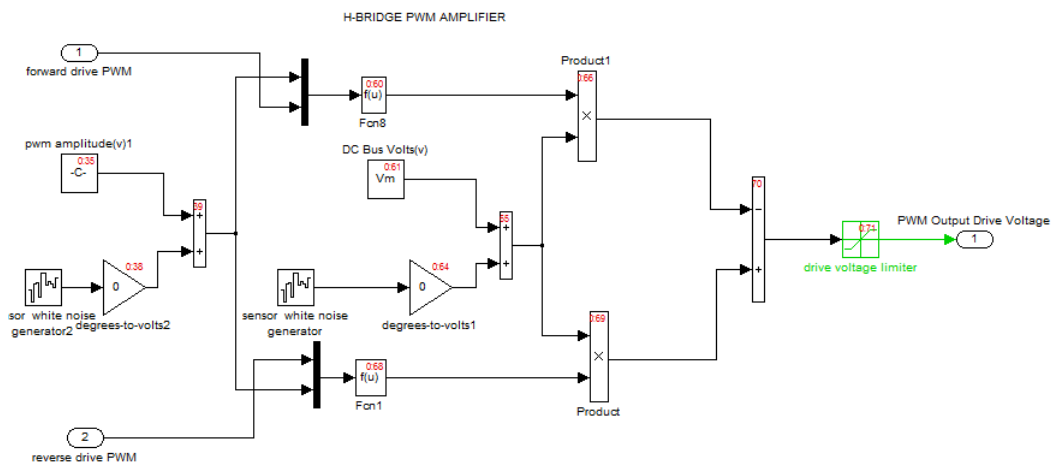 H-BRIDGE PWM AMPLIFIER
1
forward drive PWM
0:60
f(u)
Fcn8
Product1
0:66
×
pwm amplitude(v)1
0:35
-C-
DC Bus Volts(v)
0:61
Vm
59
+
+
65
+
+
70
−
+
PWM Output Drive Voltage
0:71
1
drive voltage limiter
0:38
0
sor white noise
generator2
degrees-to-volts2
0:64
0
sensor white noise
generator
degrees-to-volts1
0:69
×
Product
0:68
f(u)
Fcn1
2
reverse drive PWM